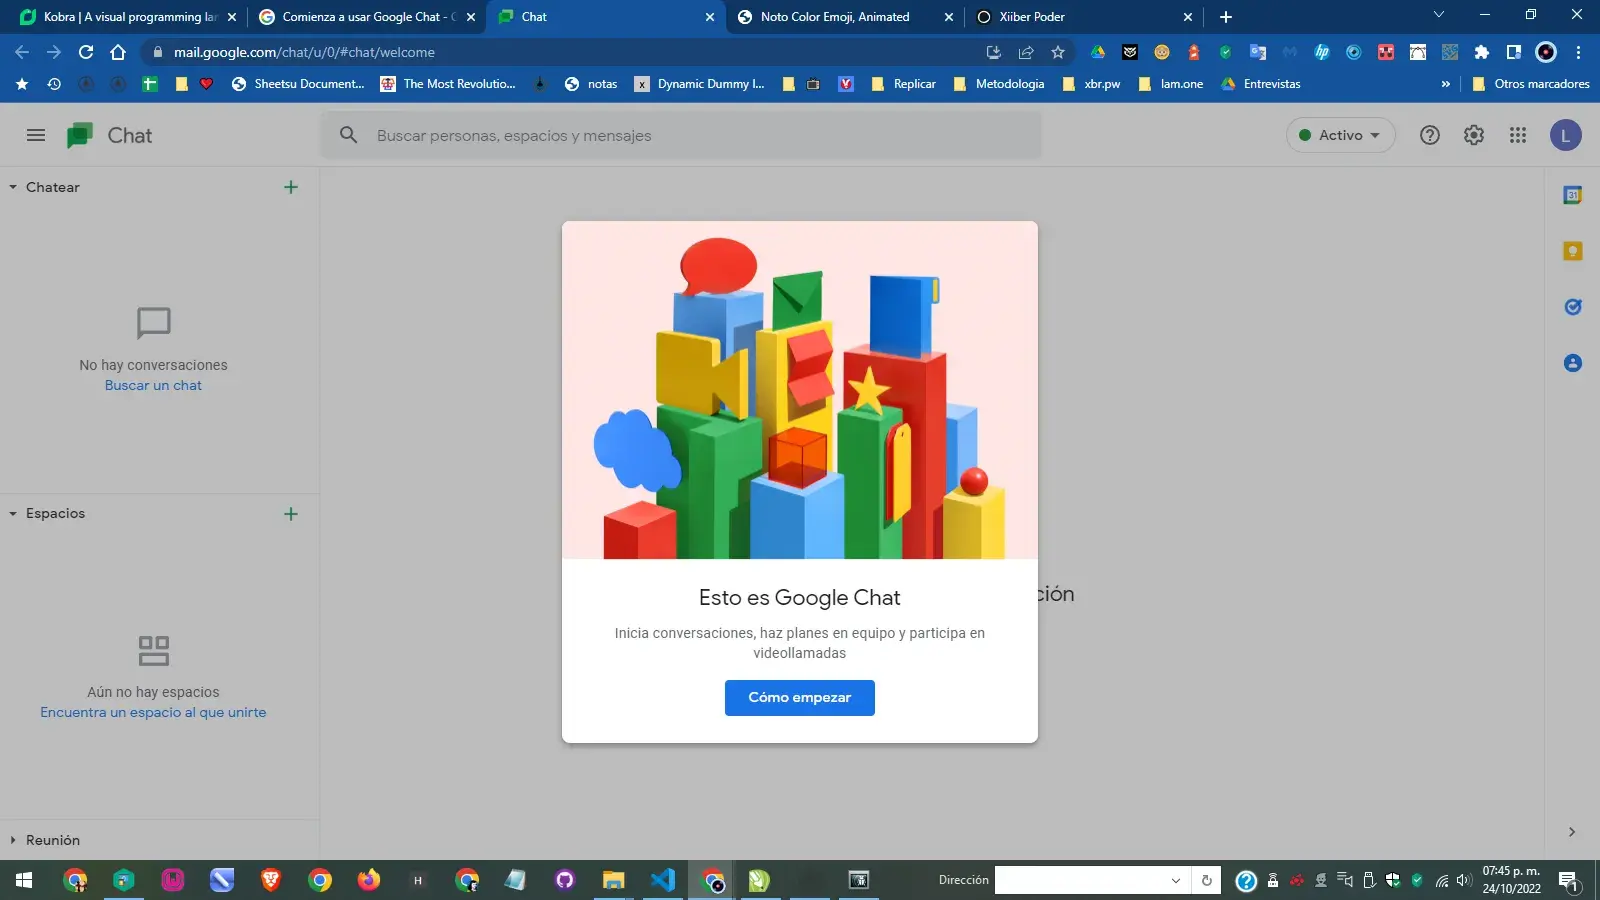 Kobra | A visual programming lan
Comienza a usar Google Chat - 
Chat
Noto Color Emoji, Animated
Xiiber Poder
mail.google.com/chat/u/0/#chat/welcome
Sheetsu Document...
The Most Revolutio...
notas
Dynamic Dummy I...
Replicar
Metodologia
xbr.pw
Iam.one
Entrevistas
»
Otros marcadores
Chat
Buscar personas, espacios y mensajes
Activo
L
Chatear
31
No hay conversaciones
Buscar un chat
Espacios
ción
Esto es Google Chat
Inicia conversaciones, haz planes en equipo y participa en
videollamadas
Cómo empezar
Aún no hay espacios
Encuentra un espacio al que unirte
Reunión
Dirección
07:45 p. m.
24/10/2022
1